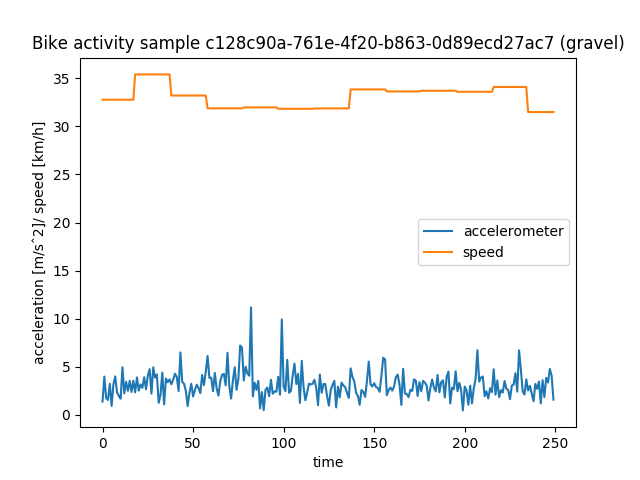 Bike activity sample c128c90a-761e-4f20-b863-0d89ecd27ac7 (gravel)
acceleration [m/s^2]/ speed [km/h]
35
30
25
20
15
10
5
0
accelerometer
speed
0
50
100
150
200
250
time